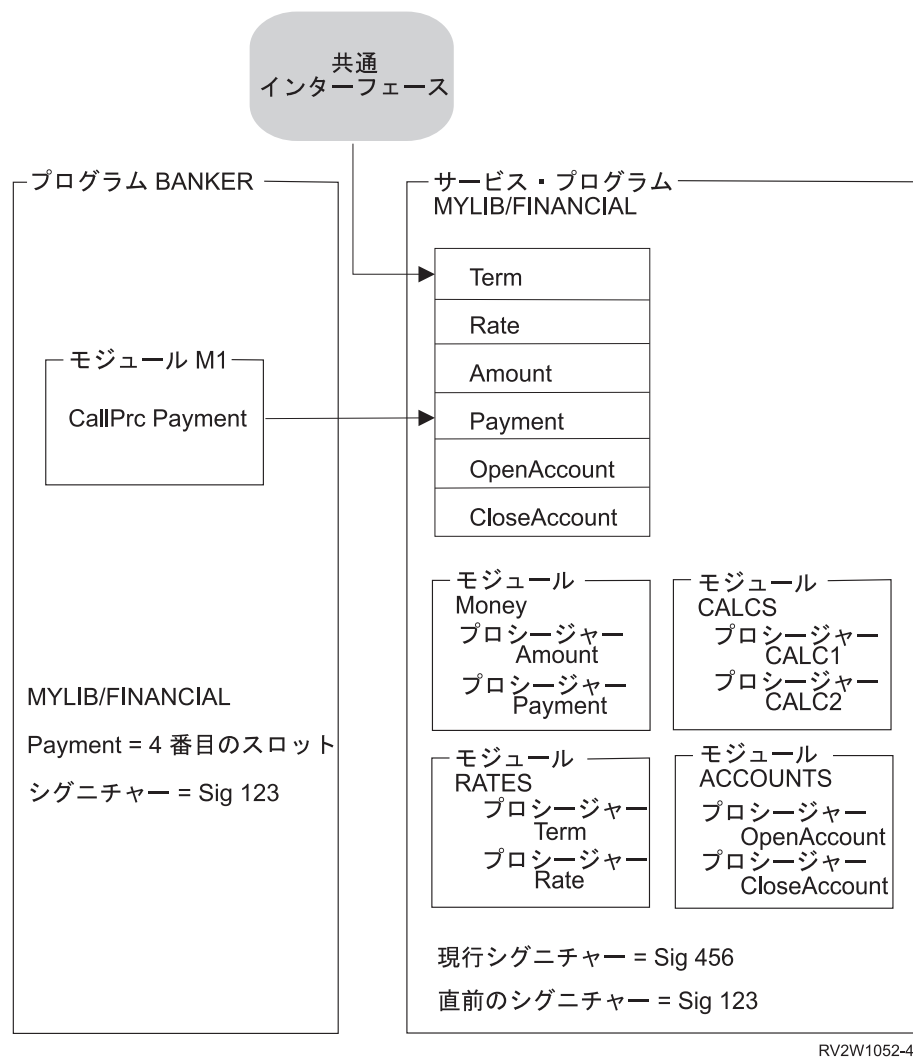 共通
インターフェース
プログラム BANKER
モジュール M1
CallPrc Payment
MYLIB/FINANCIAL
Payment = 4 番目のスロット
シグニチャー = Sig 123
サービス・プログラム
MYLIB/FINANCIAL
Term
Rate
Amount
Payment
OpenAccount
CloseAccount
モジュール
Money
プロシージャー
Amount
プロシージャー
Payment
モジュール
CALCS
プロシージャー
CALC1
プロシージャー
CALC2
モジュール
RATES
プロシージャー
Term
プロシージャー
Rate
モジュール
ACCOUNTS
プロシージャー
OpenAccount
プロシージャー
CloseAccount
現行シグニチャー = Sig 456
直前のシグニチャー = Sig 123
RV2W1052-4